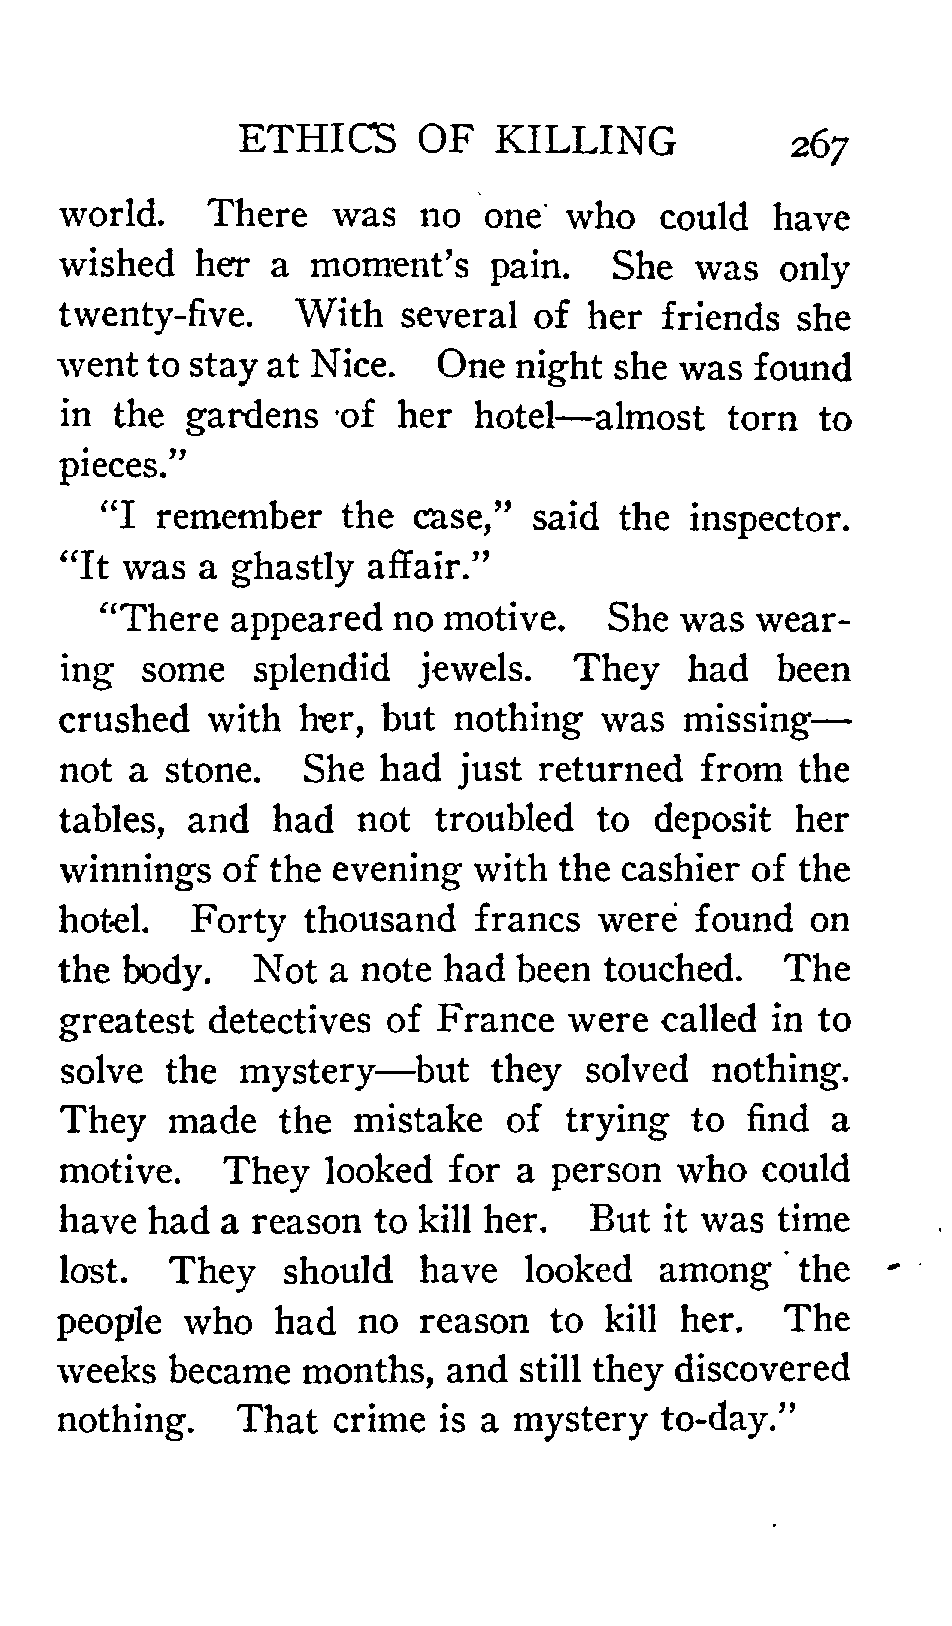 ETHICS OF KILLING 267
world. There was no one who could have
wished her a moment's pain. She was only
twenty-five. With several of her friends she
went to stay at Nice. One night she was found
in the gardens of her hotel—almost torn to
pieces."
"I remember the case," said the inspector.
"It was a ghastly affair."
"There appeared no motive. She was wear-
ing some splendid jewels. They had been
crushed with her, but nothing was missing—
not a stone. She had just returned from the
tables, and had not troubled to deposit her
winnings of the evening with the cashier of the
hotel. Forty thousand francs were found on
the body. Not a note had been touched. The
greatest detectives of France were called in to
solve the mystery—but they solved nothing.
They made the mistake of trying to find a
motive. They looked for a person who could
have had a reason to kill her. But it was time
lost. They should have looked among the
people who had no reason to kill her. The
weeks became months, and still they discovered
nothing. That crime is a mystery to-day."